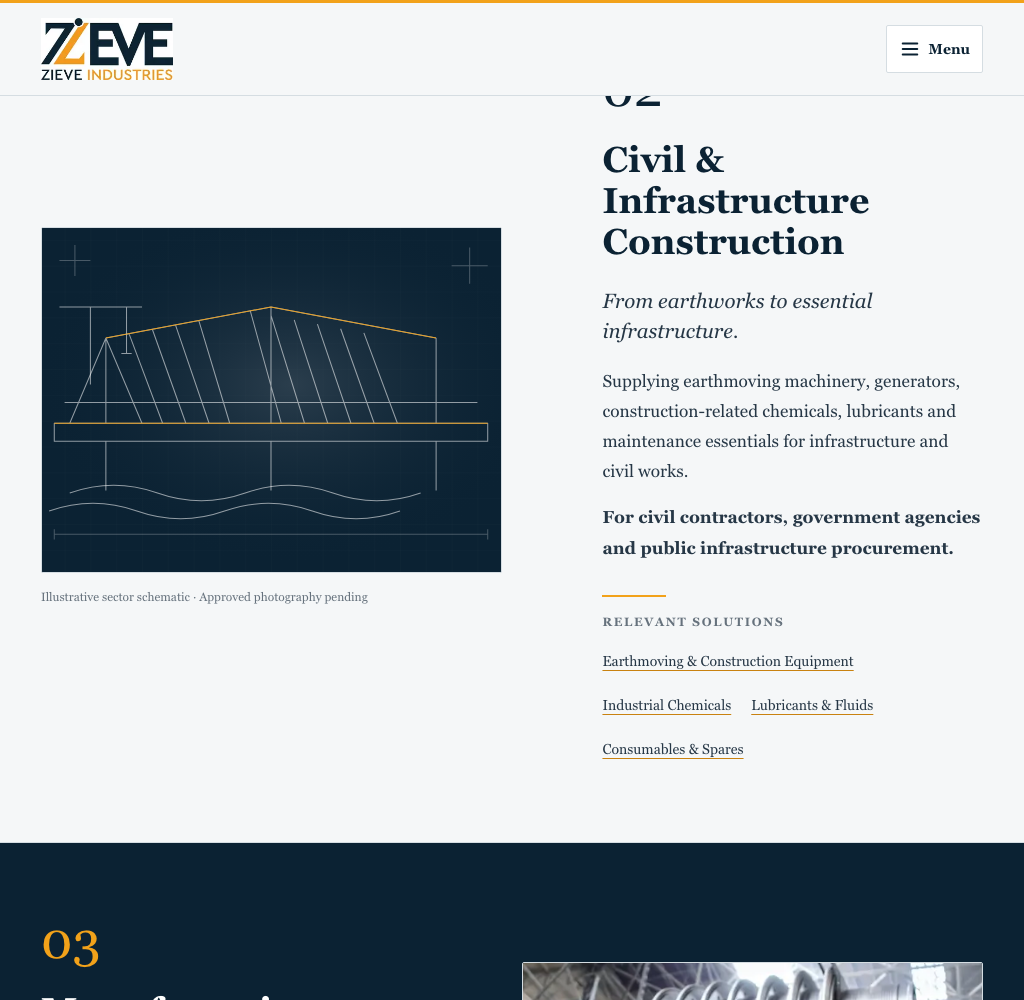 ZIEVE
ZIEVE INDUSTRIES
Menu
02
Civil &
Infrastructure
Construction
From earthworks to essential
infrastructure.
Supplying earthmoving machinery, generators,
construction-related chemicals, lubricants and
maintenance essentials for infrastructure and
civil works.
For civil contractors, government agencies
and public infrastructure procurement.
Illustrative sector schematic · Approved photography pending
RELEVANT SOLUTIONS
Earthmoving & Construction Equipment
Industrial Chemicals Lubricants & Fluids
Consumables & Spares
03